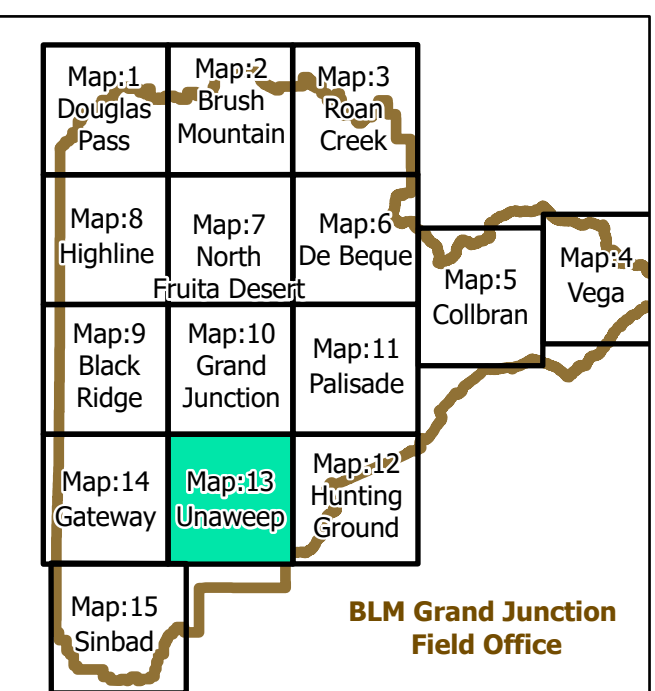 Map:1
Douglas
Pass
Map:2
Brush
Mountain
Map:3
Roan
Creek
Map:8
Highline
Map:7
North
Fruita Desert
Map:6
De Beque
Map:5
Collbran
Map:4
Vega
Map:9
Black
Ridge
Map:10
Grand
Junction
Map:11
Palisade
Map:14
Gateway
Map:13
Unaweep
Map:12
Hunting
Ground
Map:15
Sinbad
BLM Grand Junction
Field Office